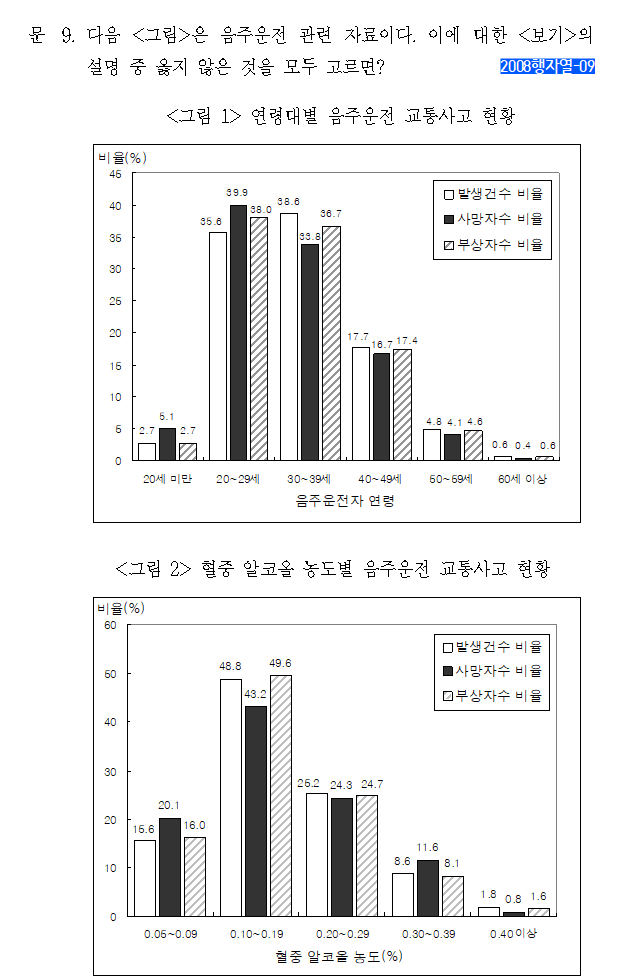 문 9. 다음 <그림>은 음주운전 관련 자료이다. 이에 대한 <보기>의
설명 중 옳지 않은 것을 모두 고르면?
2008행자열-09
<그림 1> 연령대별 음주운전 교통사고 현황
비율(%)
45
40
35
30
25
20
15
10
5
0
발생건수 비율
사망자수 비율
부상자수 비율
2.7 5.1 2.7
35.6 39.9 38.0
38.6 33.8 36.7
17.7 16.7 17.4
4.8 4.1 4.6
0.6 0.4 0.6
20세 미만 20~29세 30~39세 40~49세 50~59세 60세 이상
음주운전자 연령
<그림 2> 혈중 알코올 농도별 음주운전 교통사고 현황
비율(%)
60
50
40
30
20
10
0
발생건수 비율
사망자수 비율
부상자수 비율
15.6 20.1 16.0
48.8 43.2 49.6
25.2 24.3 24.7
8.6 11.6 8.1
1.8 0.8 1.6
0.05~0.09 0.10~0.19 0.20~0.29 0.30~0.39 0.40이상
혈중 알코올 농도(%)